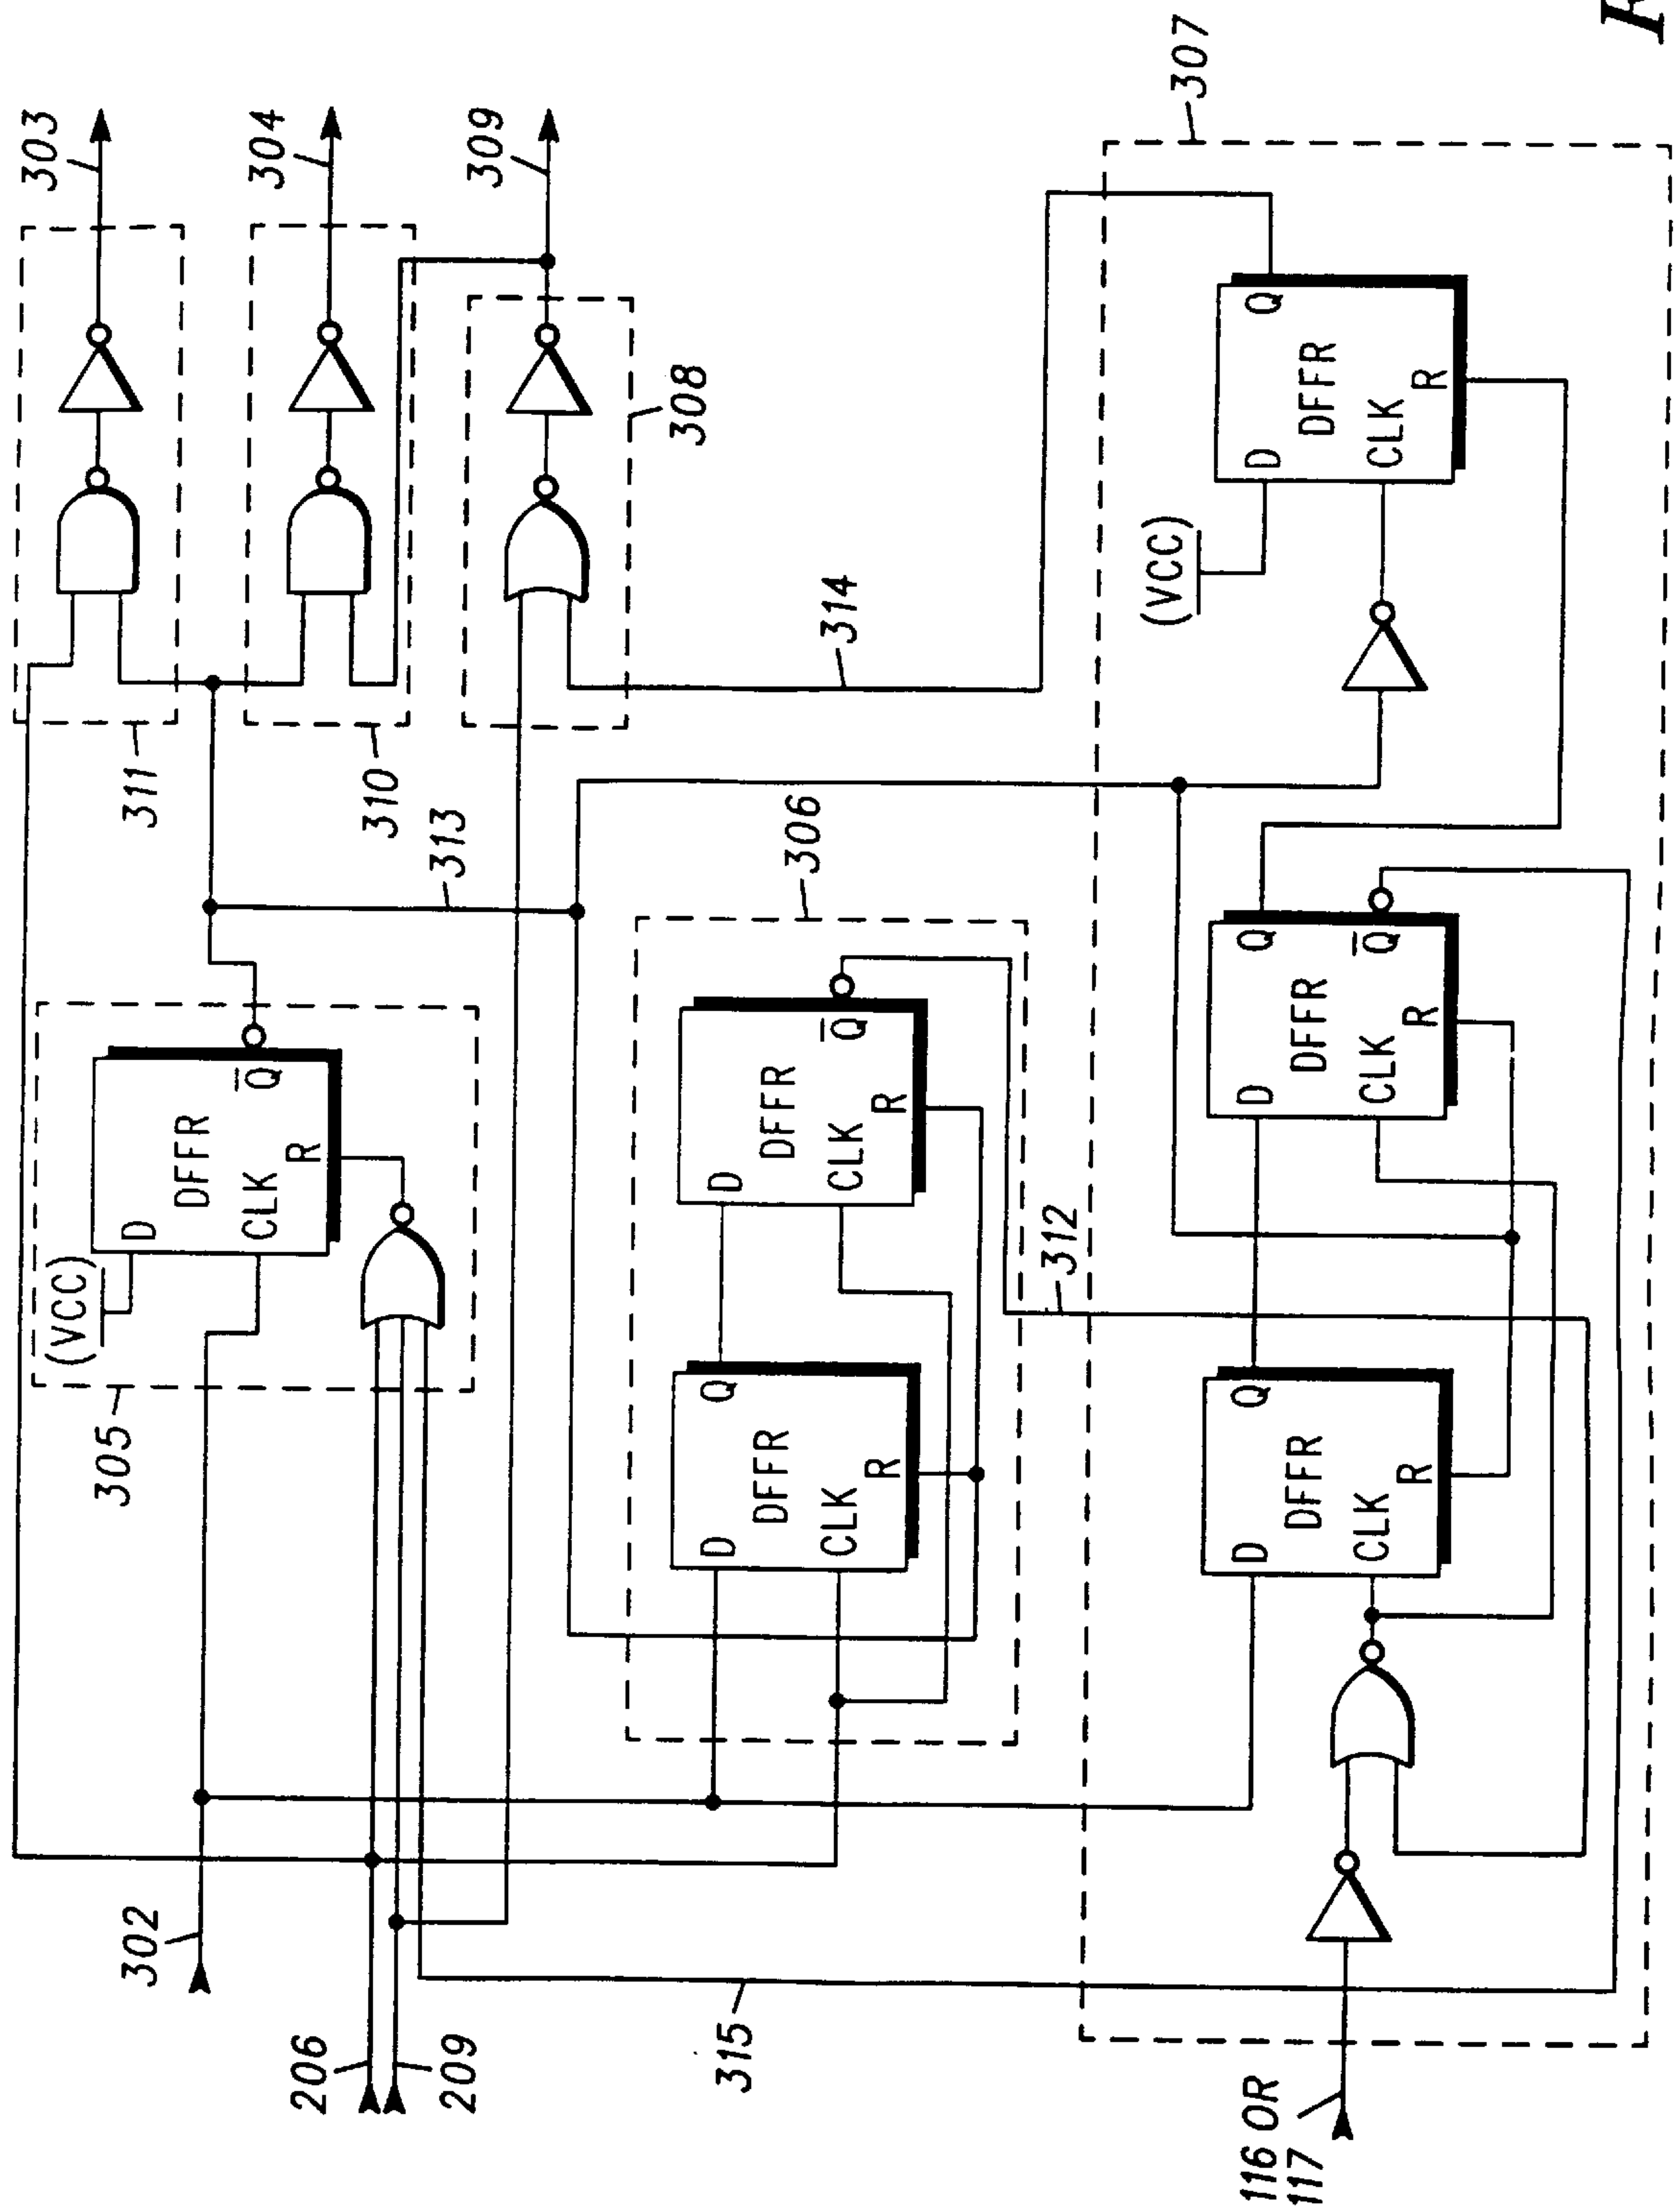 303
304
309
311
310
308
313
(VCC)
D
DFFR
CLK
Q̅
R
305
306
D
DFFR
CLK
Q
R
D
DFFR
CLK
Q̅
R
302
206
209
312
314
315
307
116 OR
117
D
DFFR
CLK
Q
R
D
DFFR
CLK
Q
Q̅
R
(VCC)
D
DFFR
CLK
Q
R